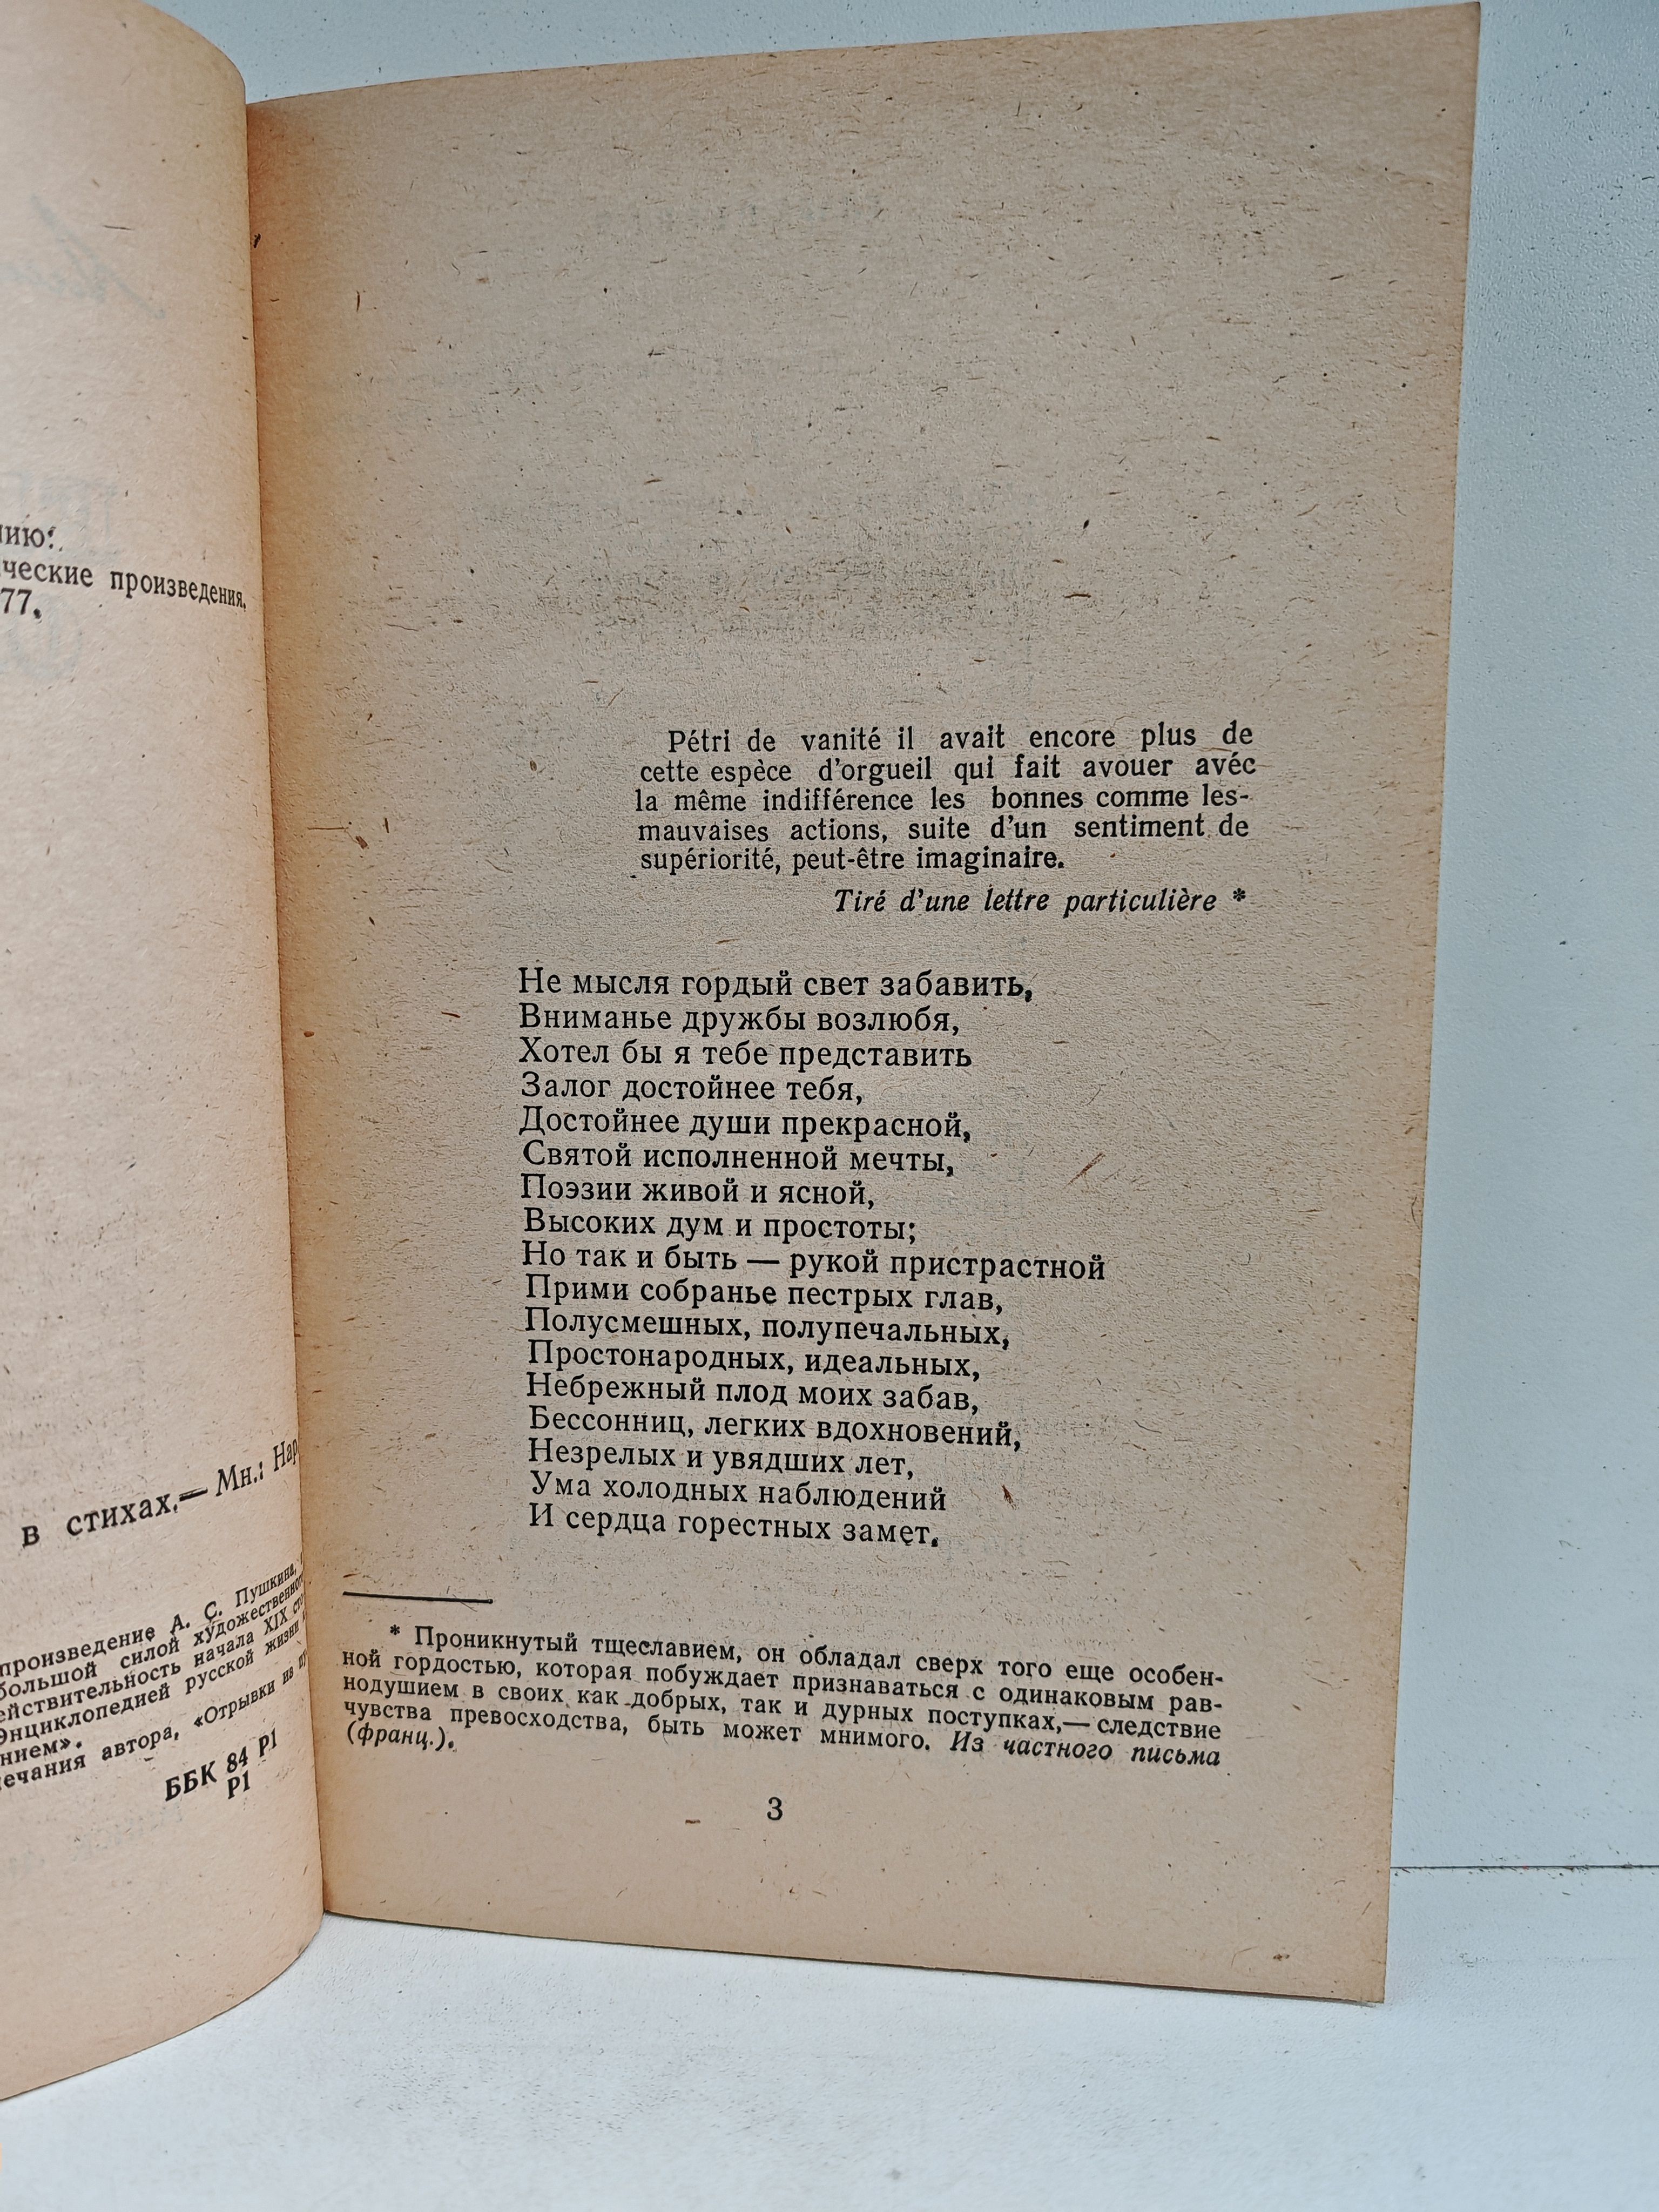 нию:
ческие произведения.
77.
в стихах.— Мн.: Нар
произведение А. С. Пушкина,
большой силой художественног
ействительность начала XIX сто
Энциклопедией русской жизни
нием».
ечания автора, «Отрывки из пу
ББК 84 Р1
Р1
Pétri de vanité il avait encore plus de
cette espèce d'orgueil qui fait avouer avéc
la même indifférence les bonnes comme les-
mauvaises actions, suite d'un sentiment de
supériorité, peut-être imaginaire.
Tiré d'une lettre particulière *
Не мысля гордый свет забавить,
Вниманье дружбы возлюбя,
Хотел бы я тебе представить
Залог достойнее тебя,
Достойнее души прекрасной,
Святой исполненной мечты,
Поэзии живой и ясной,
Высоких дум и простоты;
Но так и быть — рукой пристрастной
Прими собранье пестрых глав,
Полусмешных, полупечальных,
Простонародных, идеальных,
Небрежный плод моих забав,
Бессонниц, легких вдохновений,
Незрелых и увядших лет,
Ума холодных наблюдений
И сердца горестных замет.
* Проникнутый тщеславием, он обладал сверх того еще особен-
ной гордостью, которая побуждает признаваться с одинаковым рав-
нодушием в своих как добрых, так и дурных поступках,— следствие
чувства превосходства, быть может мнимого. Из частного письма
(франц.).
3